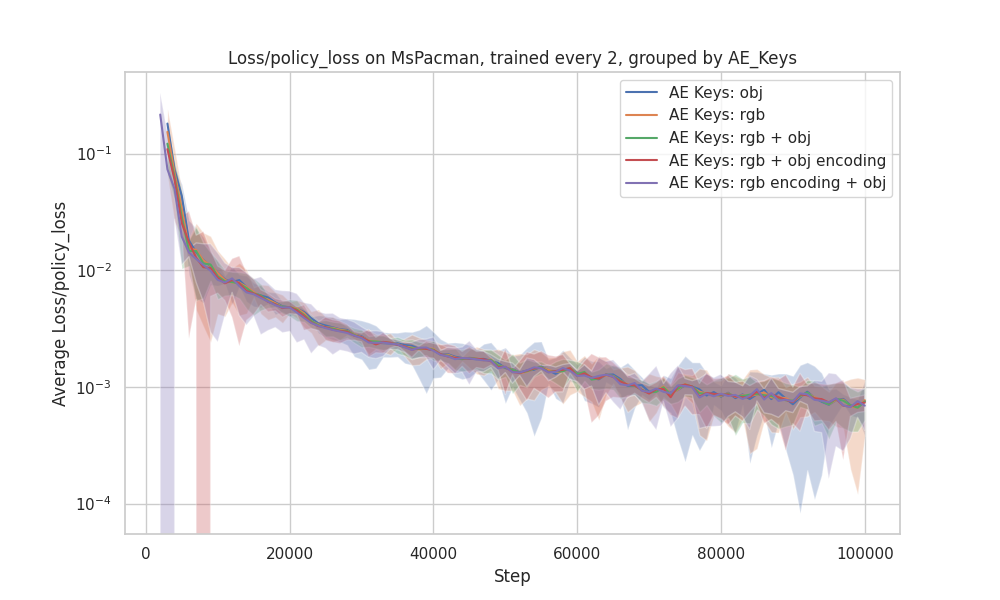 Loss/policy_loss on MsPacman, trained every 2, grouped by AE_Keys
AE Keys: obj
AE Keys: rgb
AE Keys: rgb + obj
AE Keys: rgb + obj encoding
AE Keys: rgb encoding + obj
Average Loss/policy_loss
10⁻¹
10⁻²
10⁻³
10⁻⁴
0 20000 40000 60000 80000 100000
Step